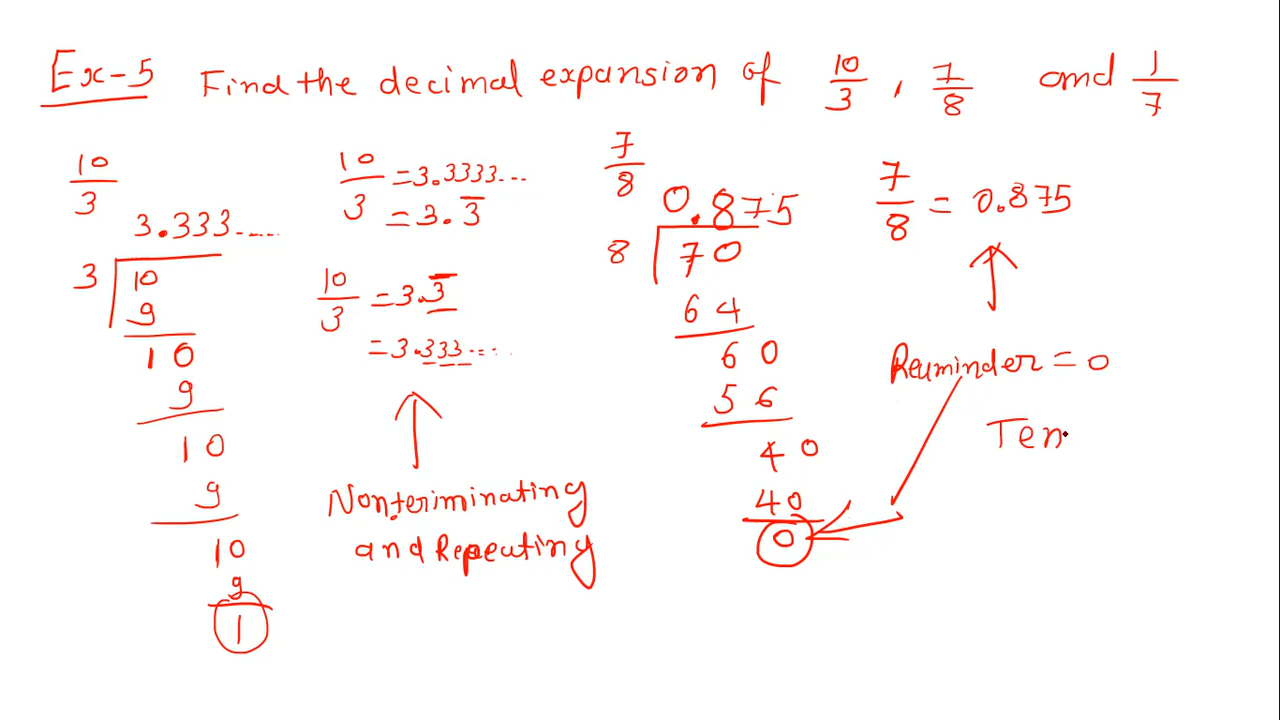 Ex-5 Find the decimal expansion of 10/3, 7/8 and 1/7
10/3
3.333.....
3 10
9
10
9
10
9
10
9
1
10/3 = 3.3333...
= 3.3̅
10/3 = 3.3̅
= 3.333.....
Nonterminating
and Repeating
7/8
0.875
8 70
64
60
56
40
40
0
7/8 = 0.875
Reuminder = 0
Ten